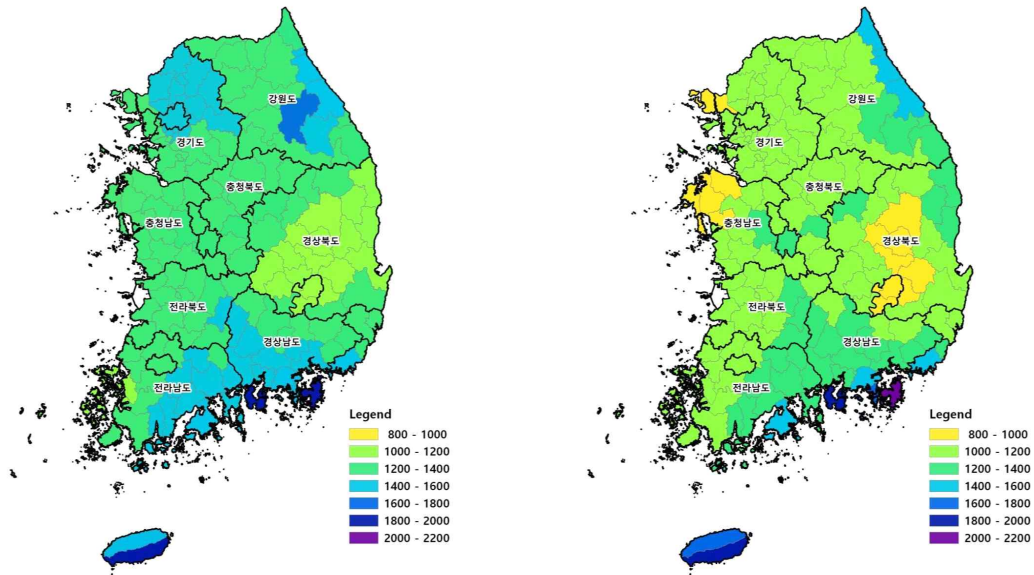 강원도
경기도
충청북도
충청남도
경상북도
전라북도
경상남도
전라남도
Legend
800 - 1000
1000 - 1200
1200 - 1400
1400 - 1600
1600 - 1800
1800 - 2000
2000 - 2200
강원도
경기도
충청북도
충청남도
경상북도
전라북도
경상남도
전라남도
Legend
800 - 1000
1000 - 1200
1200 - 1400
1400 - 1600
1600 - 1800
1800 - 2000
2000 - 2200